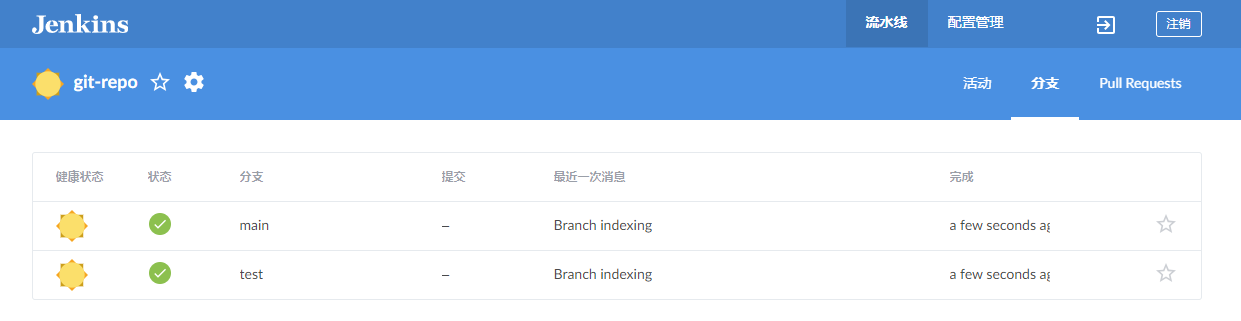 Jenkins 流水线 配置管理 注销
git-repo 活动 分支 Pull Requests
健康状态 状态 分支 提交 最近一次消息 完成
main – Branch indexing a few seconds ag
test – Branch indexing a few seconds ag